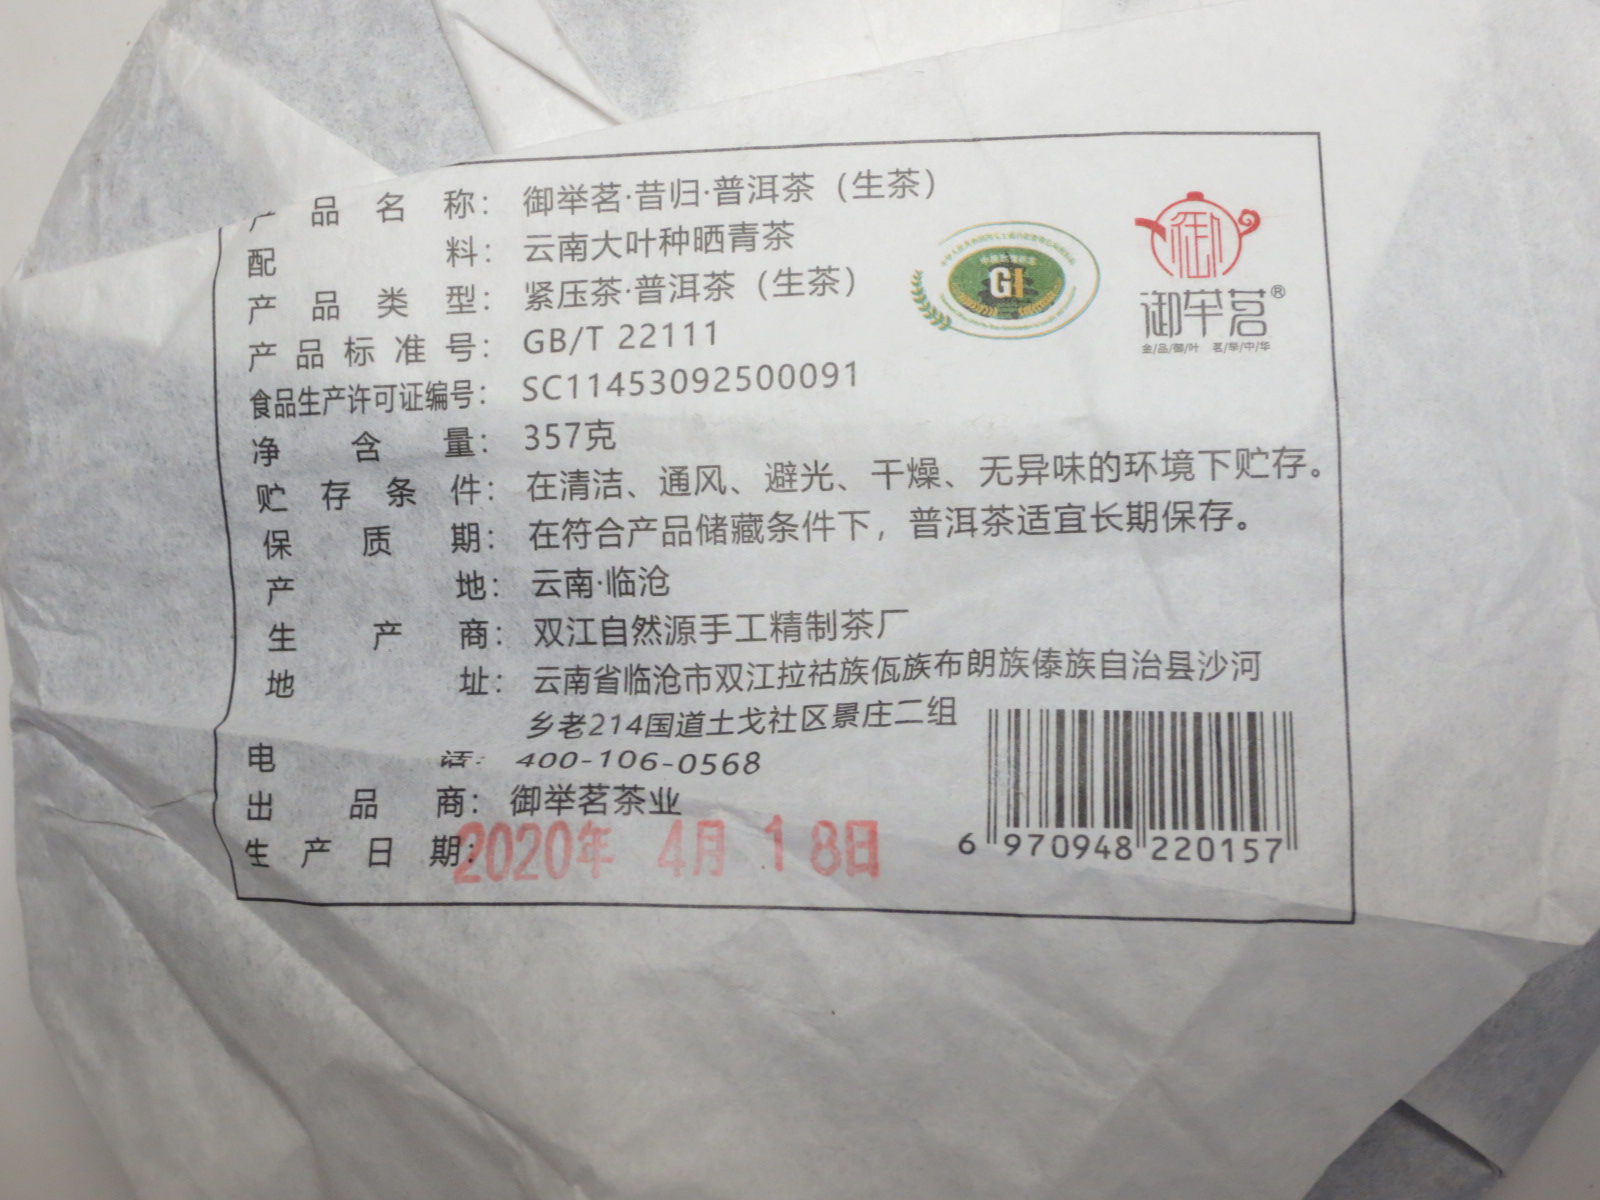 产品名称：御举茗·昔归·普洱茶（生茶）
配料：云南大叶种晒青茶
产品类型：紧压茶·普洱茶（生茶）
产品标准号：GB/T 22111
食品生产许可证编号：SC11453092500091
净含量：357克
贮存条件：在清洁、通风、避光、干燥、无异味的环境下贮存。
保质期：在符合产品储藏条件下，普洱茶适宜长期保存。
产地：云南·临沧
生产商：双江自然源手工精制茶厂
地址：云南省临沧市双江拉祜族佤族布朗族傣族自治县沙河
乡老214国道土戈社区景庄二组
电话：400-106-0568
出品商：御举茗茶业
生产日期：2020年 4月 18日
GI
御
御举茗®
金/品/御/叶 茗/举/中/华
6 970948 220157